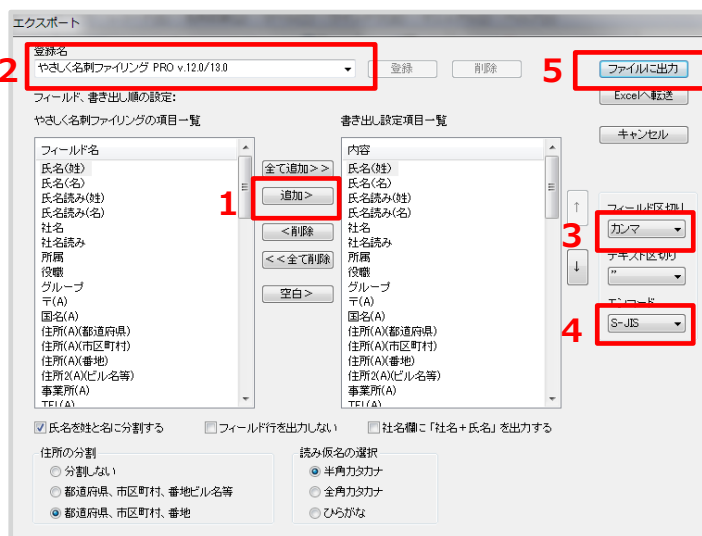 エクスポート
登録名
2
やさしく名刺ファイリング PRO v.12.0/13.0
登録
削除
5
ファイルに出力
フィールド、書き出し順の設定:
Excelへ転送
やさしく名刺ファイリングの項目一覧
書き出し設定項目一覧
キャンセル
フィールド名
氏名(姓)
氏名(名)
氏名読み(姓)
氏名読み(名)
社名
社名読み
所属
役職
グループ
〒(A)
国名(A)
住所(A)(都道府県)
住所(A)(市区町村)
住所(A)(番地)
住所2(A)(ビル名等)
事業所(A)
TEL(A)
全て追加>>
1
追加>
<削除
<<全て削除
空白>
内容
氏名(姓)
氏名(名)
氏名読み(姓)
氏名読み(名)
社名
社名読み
所属
役職
グループ
〒(A)
国名(A)
住所(A)(都道府県)
住所(A)(市区町村)
住所(A)(番地)
住所2(A)(ビル名等)
事業所(A)
TEL(A)
↑
↓
フィールド区切り
3
カンマ
テキスト区切り
"
エンコード
4
S-JIS
氏名を姓と名に分割する
フィールド行を出力しない
社名欄に「社名+氏名」を出力する
住所の分割
分割しない
都道府県、市区町村、番地ビル名等
都道府県、市区町村、番地
読み仮名の選択
半角カタカナ
全角カタカナ
ひらがな